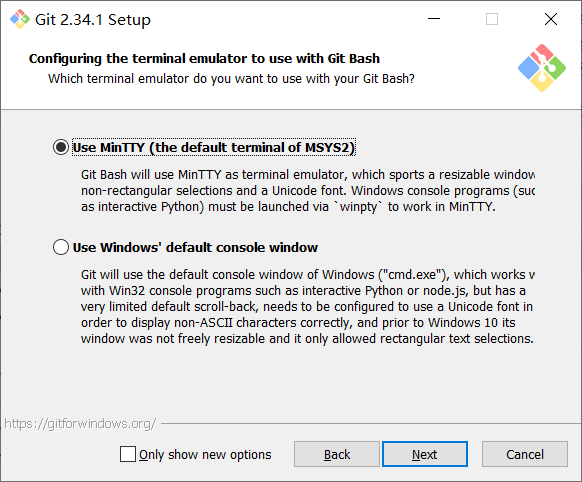 Git 2.34.1 Setup
Configuring the terminal emulator to use with Git Bash
Which terminal emulator do you want to use with your Git Bash?
Use MinTTY (the default terminal of MSYS2)
Git Bash will use MinTTY as terminal emulator, which sports a resizable window
non-rectangular selections and a Unicode font. Windows console programs (suc
as interactive Python) must be launched via `winpty` to work in MinTTY.
Use Windows' default console window
Git will use the default console window of Windows ("cmd.exe"), which works w
with Win32 console programs such as interactive Python or node.js, but has a
very limited default scroll-back, needs to be configured to use a Unicode font in
order to display non-ASCII characters correctly, and prior to Windows 10 its
window was not freely resizable and it only allowed rectangular text selections.
https://gitforwindows.org/
Only show new options Back Next Cancel